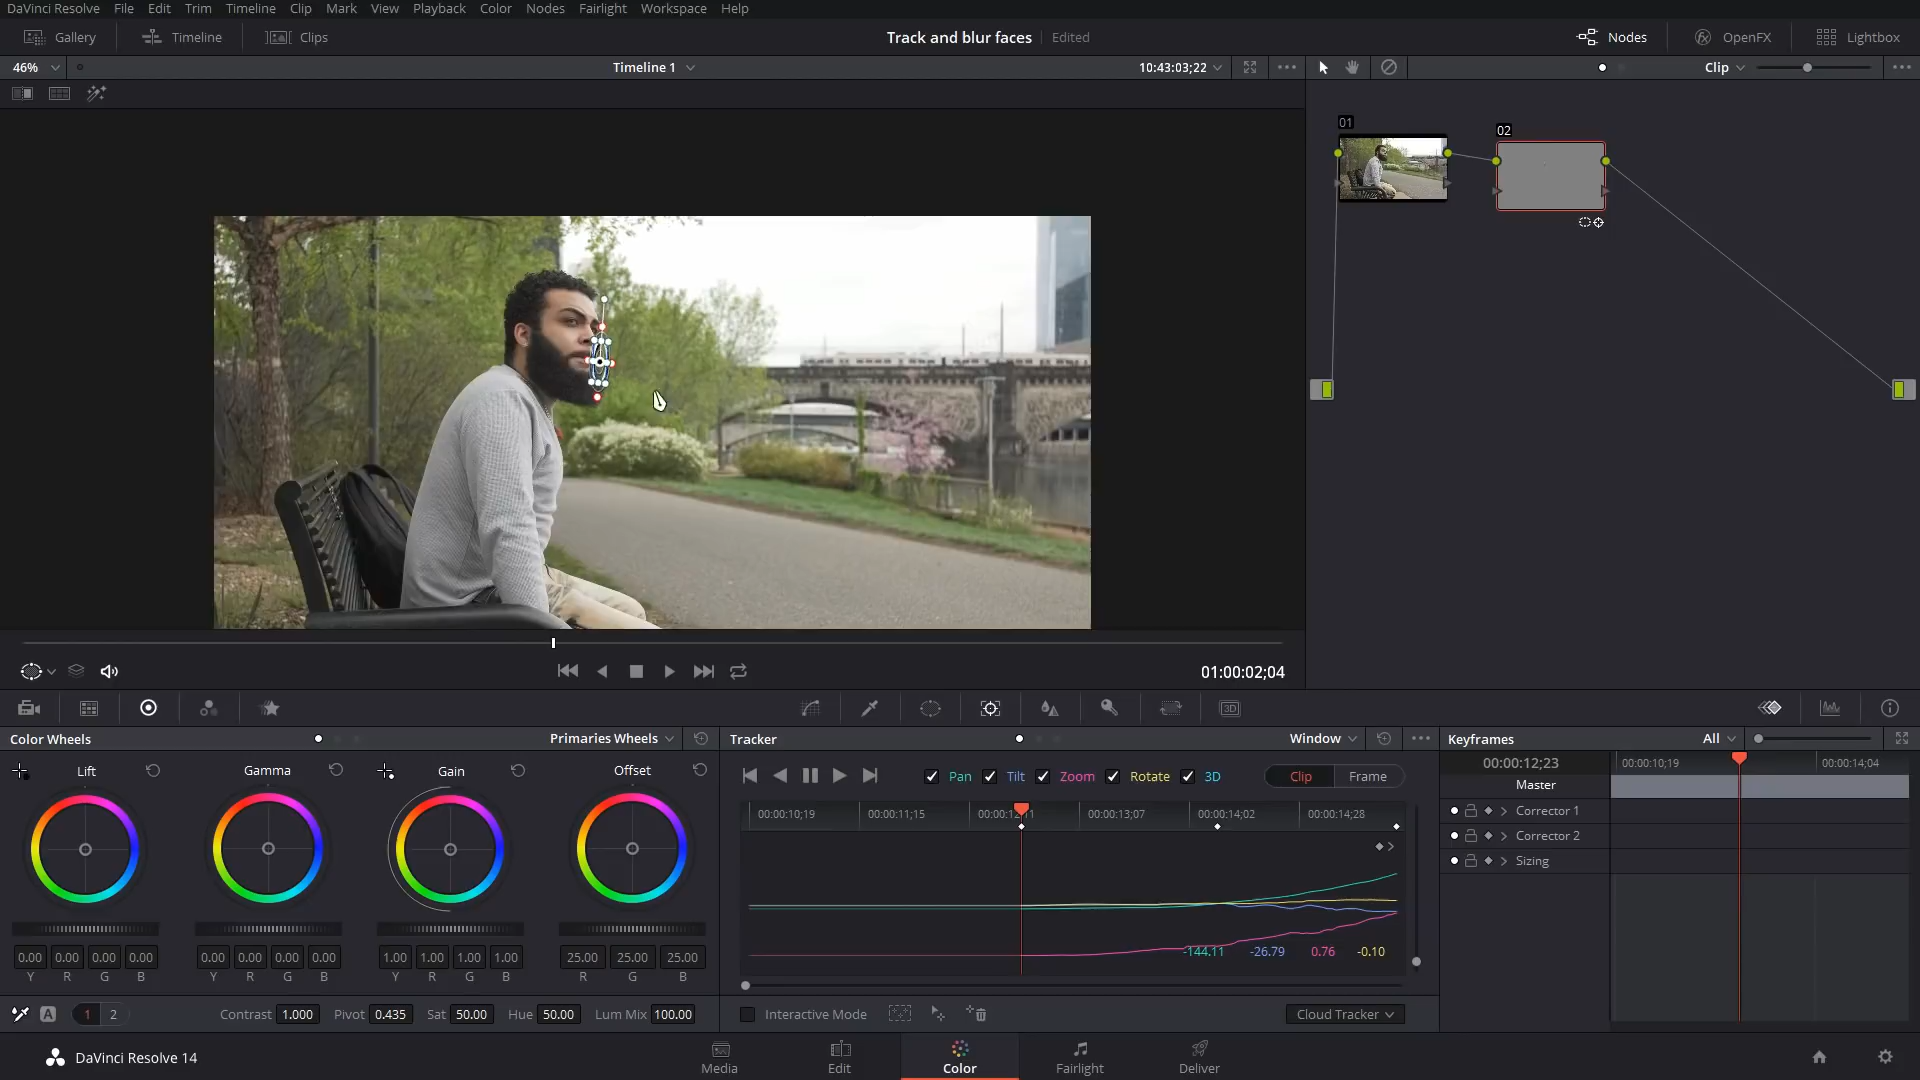 DaVinci Resolve File Edit Trim Timeline Clip Mark View Playback Color Nodes Fairlight Workspace Help
Gallery Timeline Clips Track and blur faces Edited Nodes OpenFX Lightbox
46% Timeline 1 10:43:03;22 Clip
01
02
01:00:02;04
Color Wheels Primaries Wheels Tracker Window Keyframes All
Lift Gamma Gain Offset
Pan Tilt Zoom Rotate 3D Clip Frame
00:00:12;23 00:00:10;19 00:00:14;04
Master
00:00:10;19 00:00:11;15 00:00:12;11 00:00:13;07 00:00:14;02 00:00:14;28
Corrector 1
Corrector 2
Sizing
-144.11 -26.79 0.76 -0.10
0.00 0.00 0.00 0.00 0.00 0.00 0.00 0.00 1.00 1.00 1.00 1.00 25.00 25.00 25.00
Y R G B Y R G B Y R G B R G B
A 1 2 Contrast 1.000 Pivot 0.435 Sat 50.00 Hue 50.00 Lum Mix 100.00 Interactive Mode Cloud Tracker
DaVinci Resolve 14 Media Edit Color Fairlight Deliver
3D